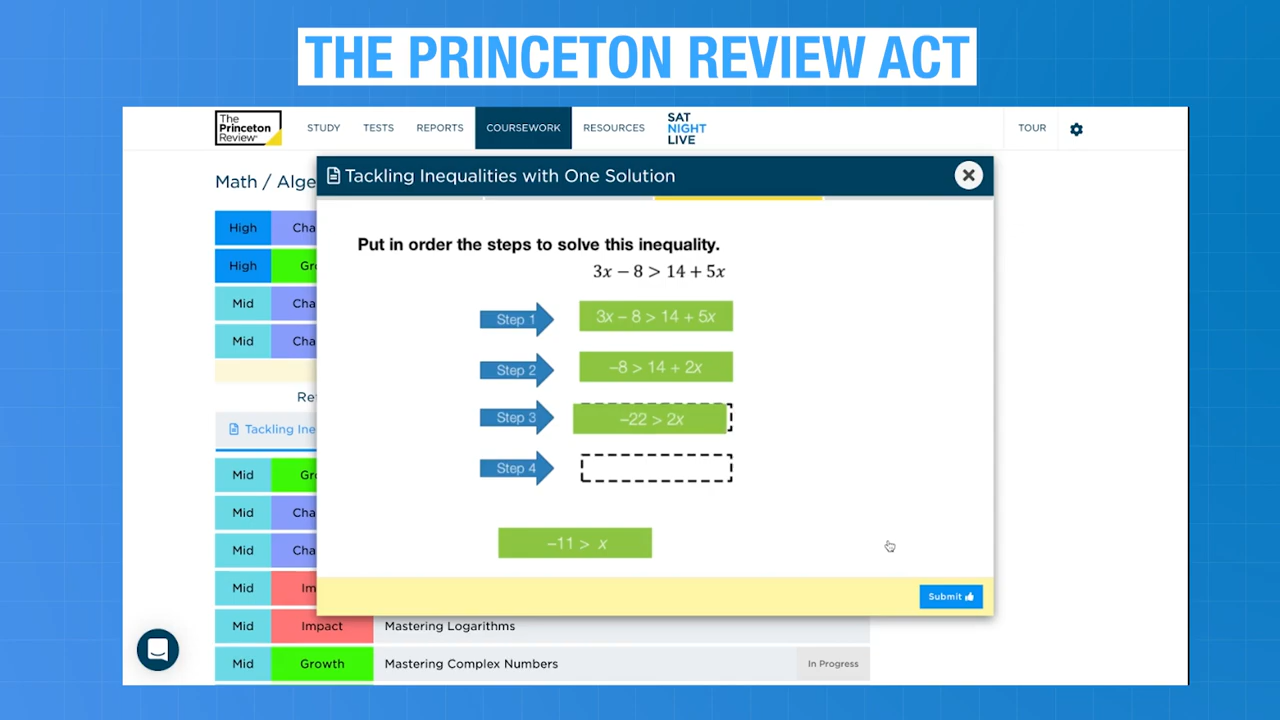 THE PRINCETON REVIEW ACT
The
Princeton
Review
STUDY
TESTS
REPORTS
COURSEWORK
RESOURCES
SAT
NIGHT
LIVE
TOUR
Math / Alge
Tackling Inequalities with One Solution
High
Cha
High
Gr
Mid
Cha
Mid
Cha
Re
Tackling Ine
Put in order the steps to solve this inequality.
3x – 8 > 14 + 5x
Step 1
3x – 8 > 14 + 5x
Step 2
–8 > 14 + 2x
Step 3
–22 > 2x
Step 4
–11 > x
Submit
Mid
Gr
Mid
Cha
Mid
Cha
Mid
Im
Mid
Impact
Mastering Logarithms
Mid
Growth
Mastering Complex Numbers
In Progress